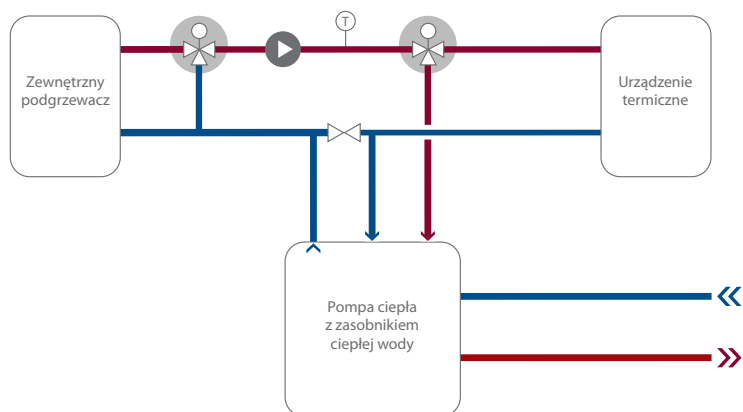 T
Zewnętrzny
podgrzewacz
Urządzenie
termiczne
Pompa ciepła
z zasobnikiem
ciepłej wody